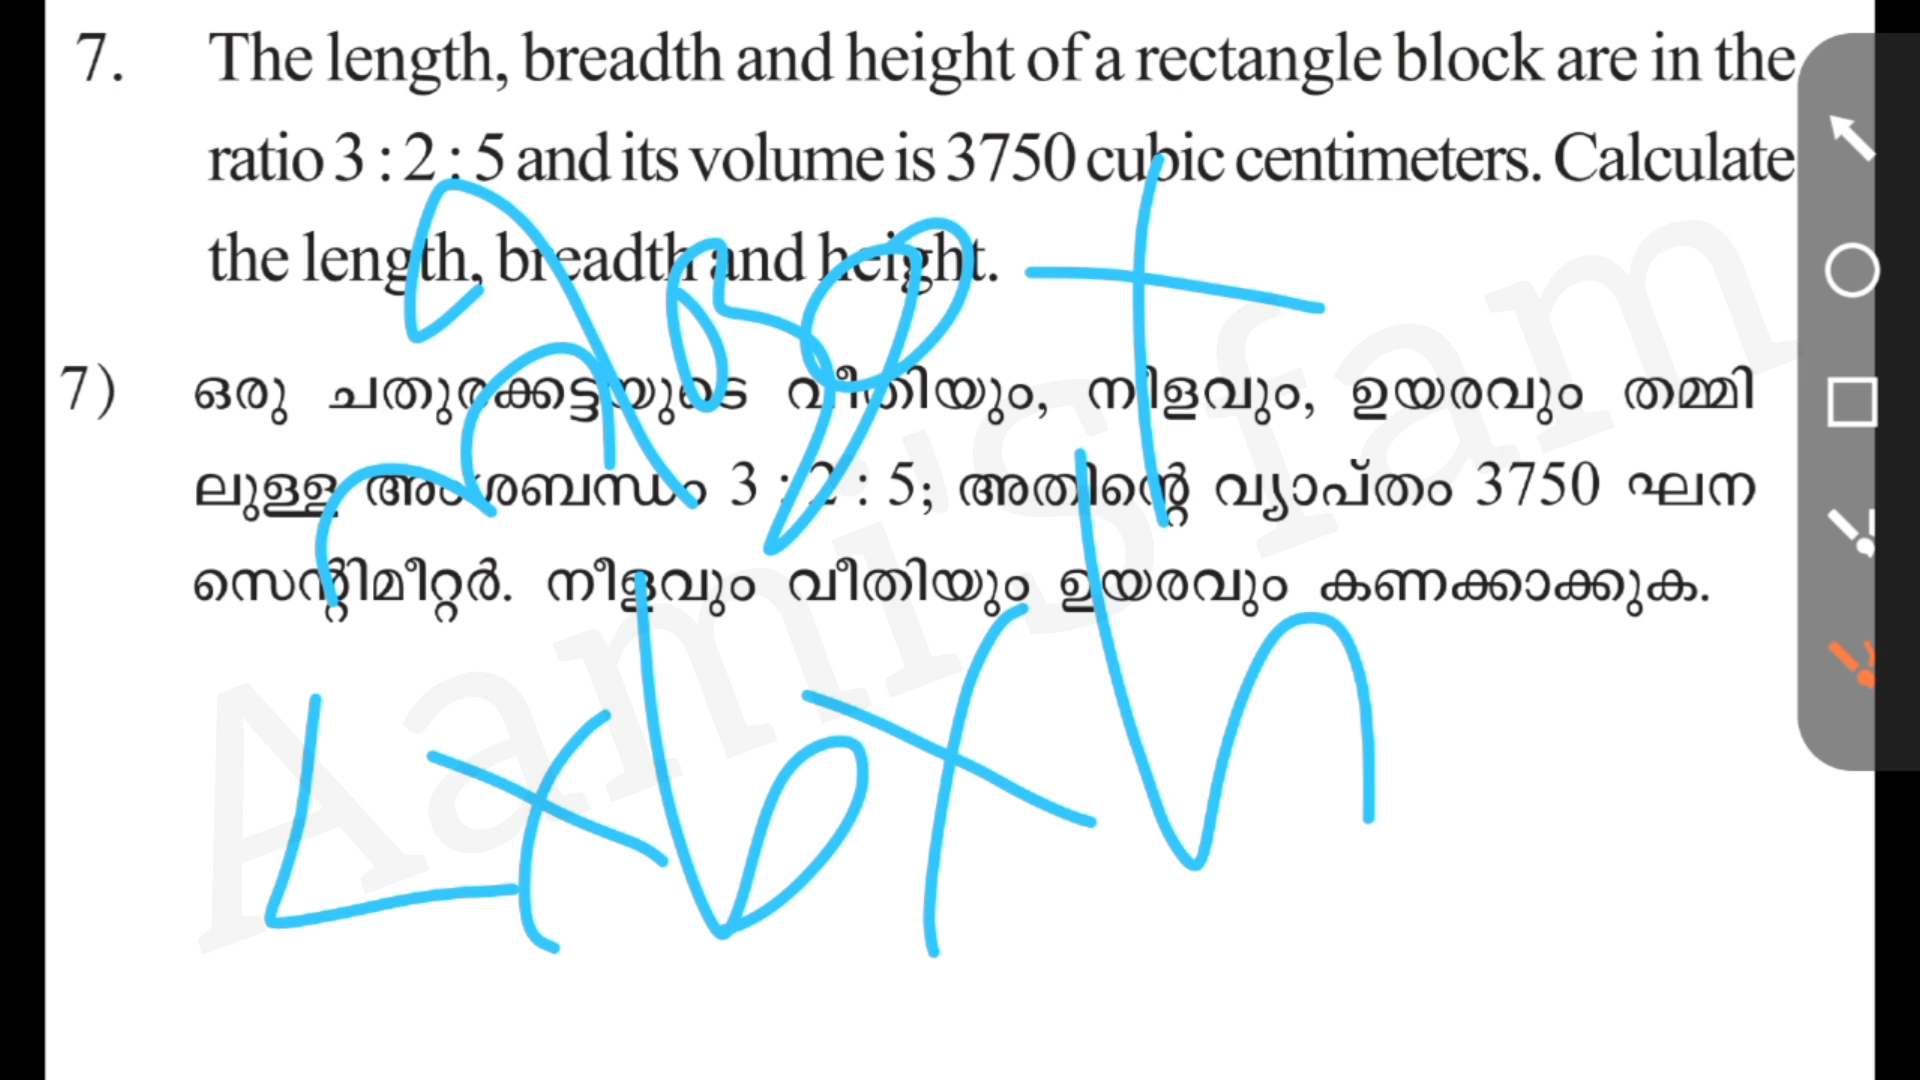 7. The length, breadth and height of a rectangle block are in the
ratio 3 : 2 : 5 and its volume is 3750 cubic centimeters. Calculate
the length, breadth and height.
7) ഒരു ചതുരക്കട്ടയുടെ വീതിയും, നീളവും, ഉയരവും തമ്മി
ലുള്ള അംശബന്ധം 3 : 2 : 5; അതിന്റെ വ്യാപ്തം 3750 ഘന
സെന്റിമീറ്റർ. നീളവും വീതിയും ഉയരവും കണക്കാക്കുക.
L x b x h
Aami's fam